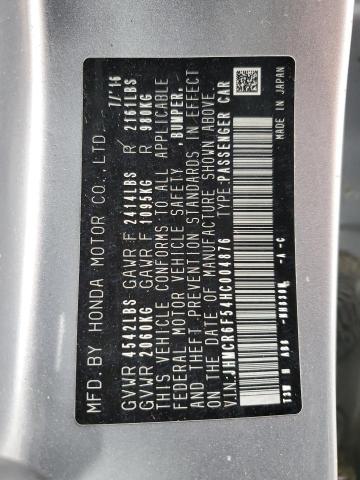 MFD.BY HONDA MOTOR CO.,LTD. 7/'16
GVWR 4542LBS GAWR F 2414LBS R 2161LBS
GVWR 2060KG GAWR F 1095KG R 980KG
THIS VEHICLE CONFORMS TO ALL APPLICABLE
FEDERAL MOTOR VEHICLE SAFETY ,BUMPER,
AND THEFT PREVENTION STANDARDS IN EFFECT
ON THE DATE OF MANUFACTURE SHOWN ABOVE.
V.I.N.:JHMCR6F54HC004876 TYPE:PASSENGER CAR
-A-C
MADE IN JAPAN